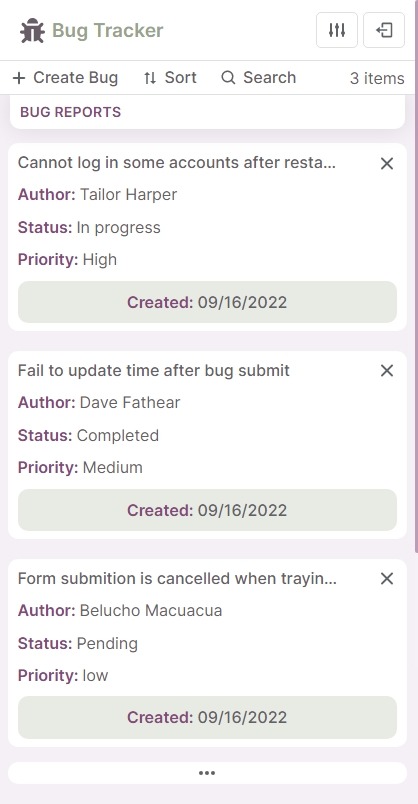 Bug Tracker
Create Bug Sort Search 3 items
BUG REPORTS
Cannot log in some accounts after resta...
Author: Tailor Harper
Status: In progress
Priority: High
Created: 09/16/2022
Fail to update time after bug submit
Author: Dave Fathear
Status: Completed
Priority: Medium
Created: 09/16/2022
Form submition is cancelled when trayin...
Author: Belucho Macuacua
Status: Pending
Priority: low
Created: 09/16/2022